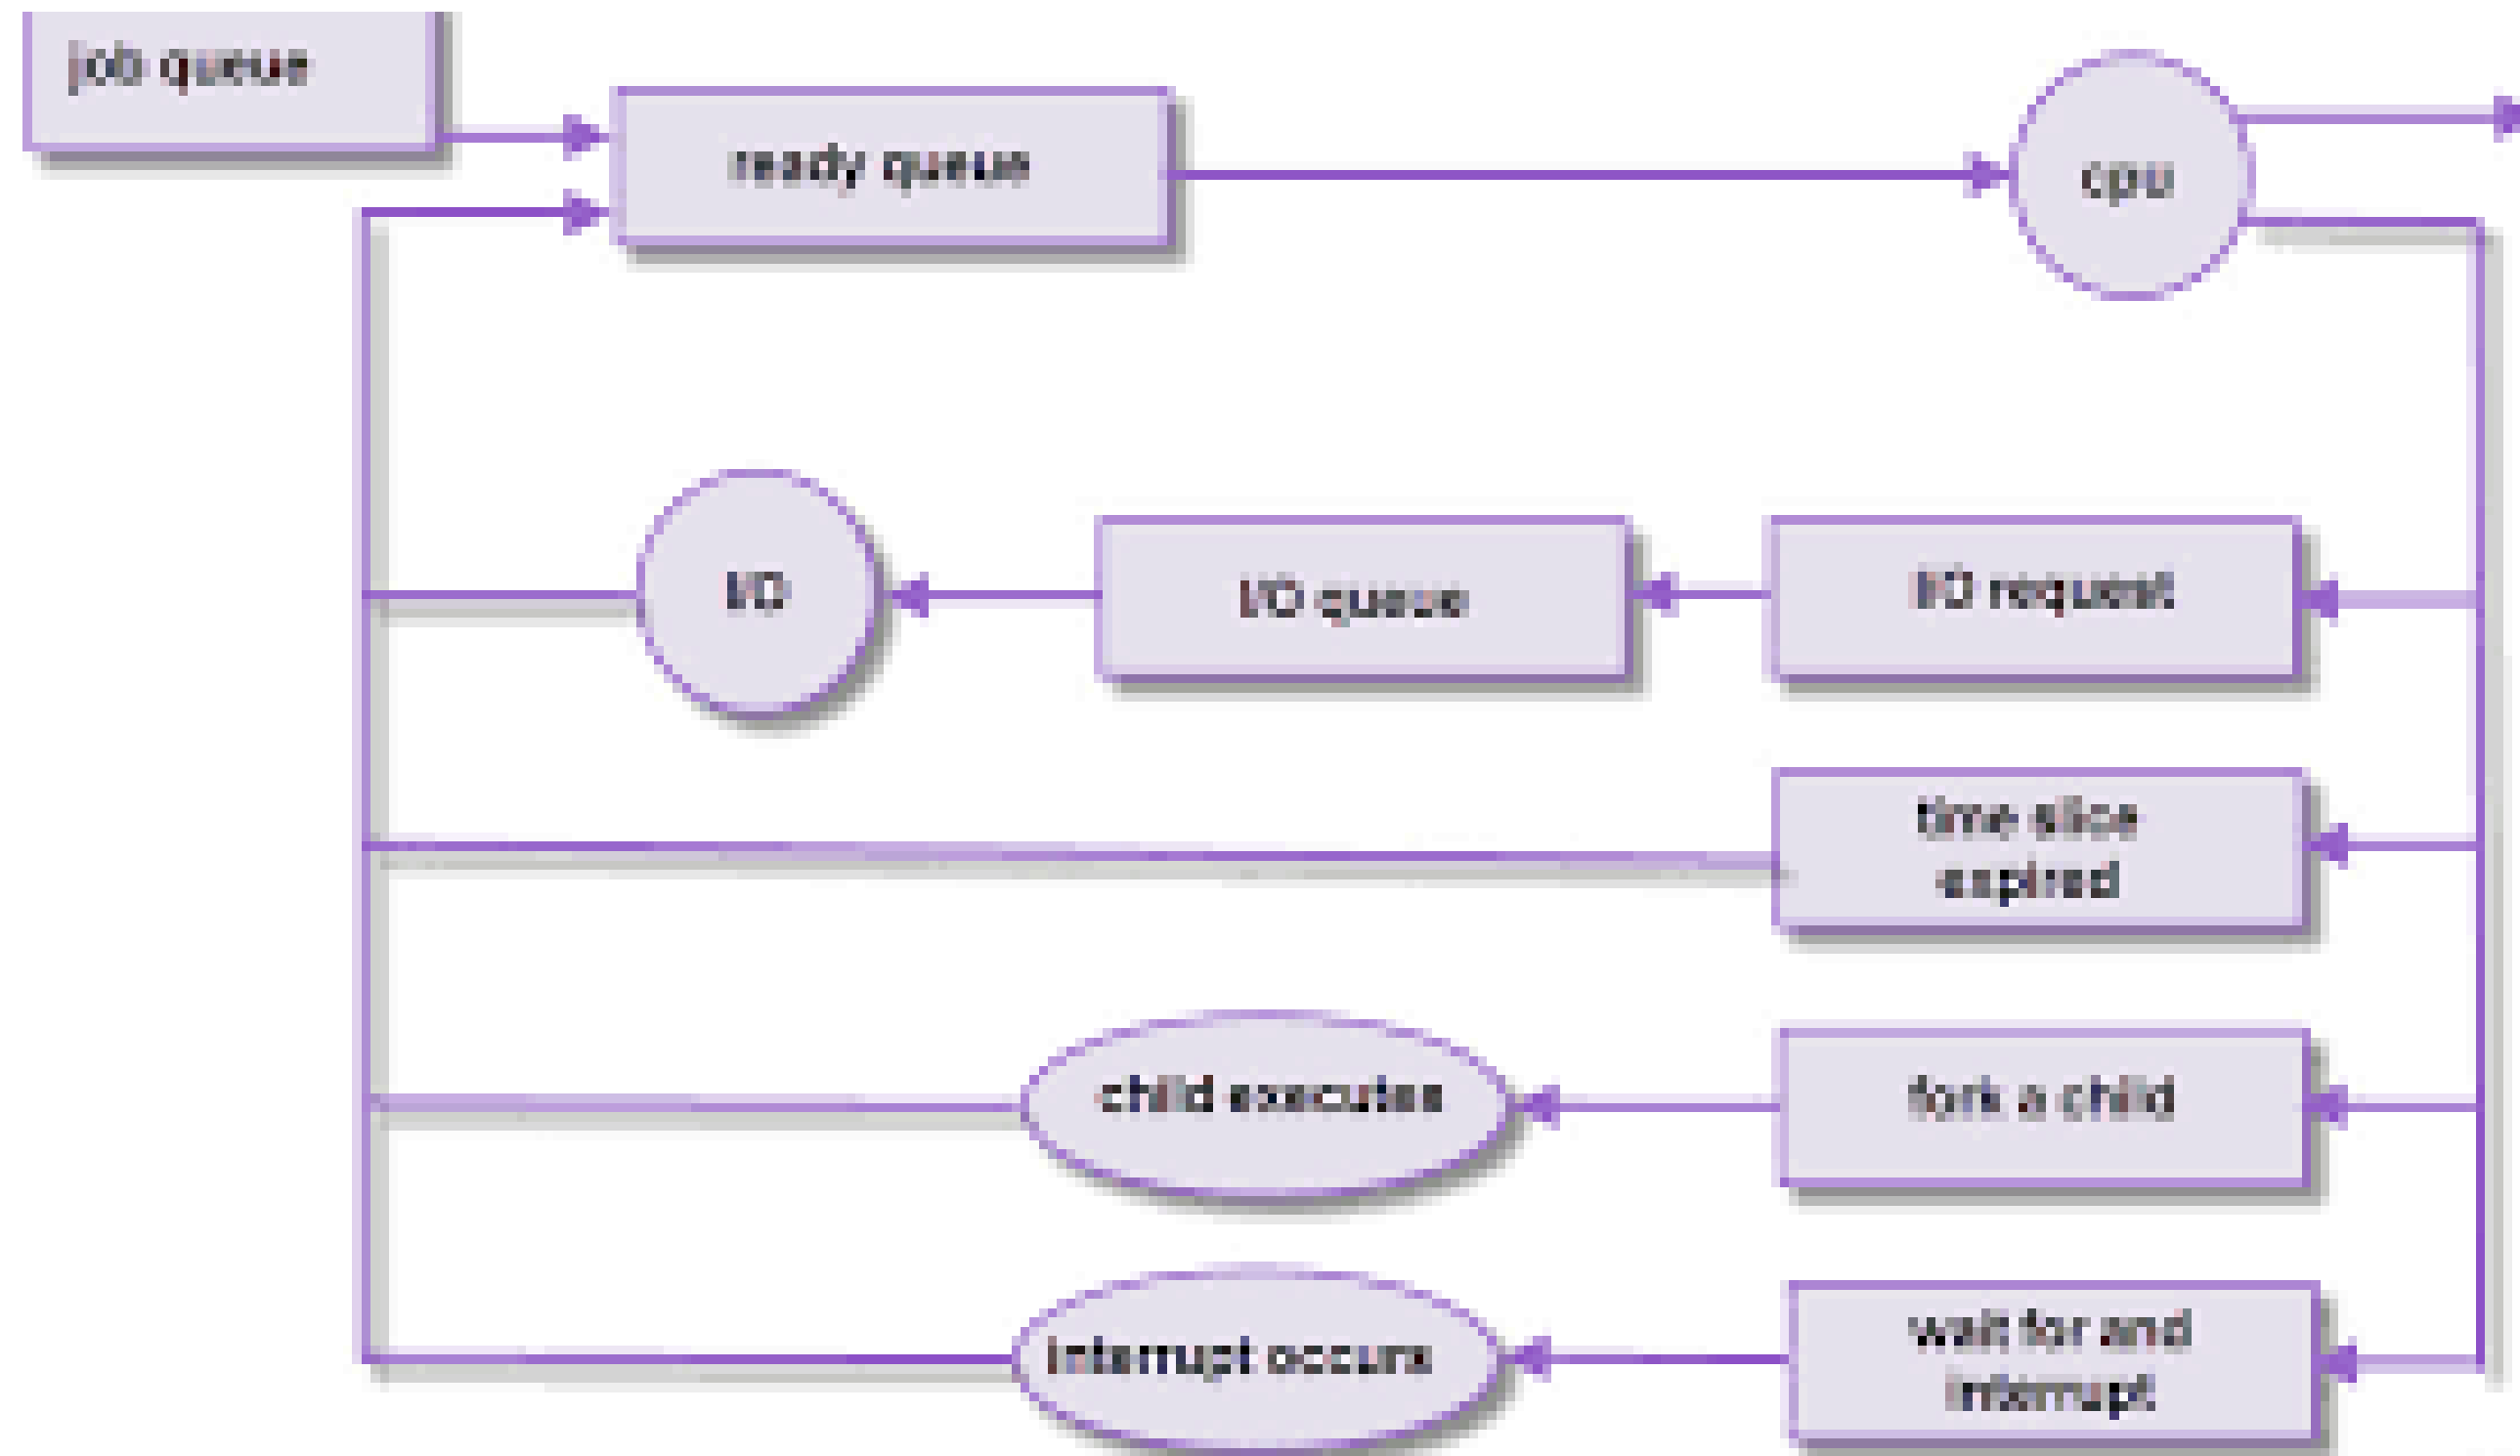 job queue
ready queue
cpu
I/O
I/O queue
I/O request
time slice
expired
child executes
fork a child
Interrupt occurs
wait for and
interrupt